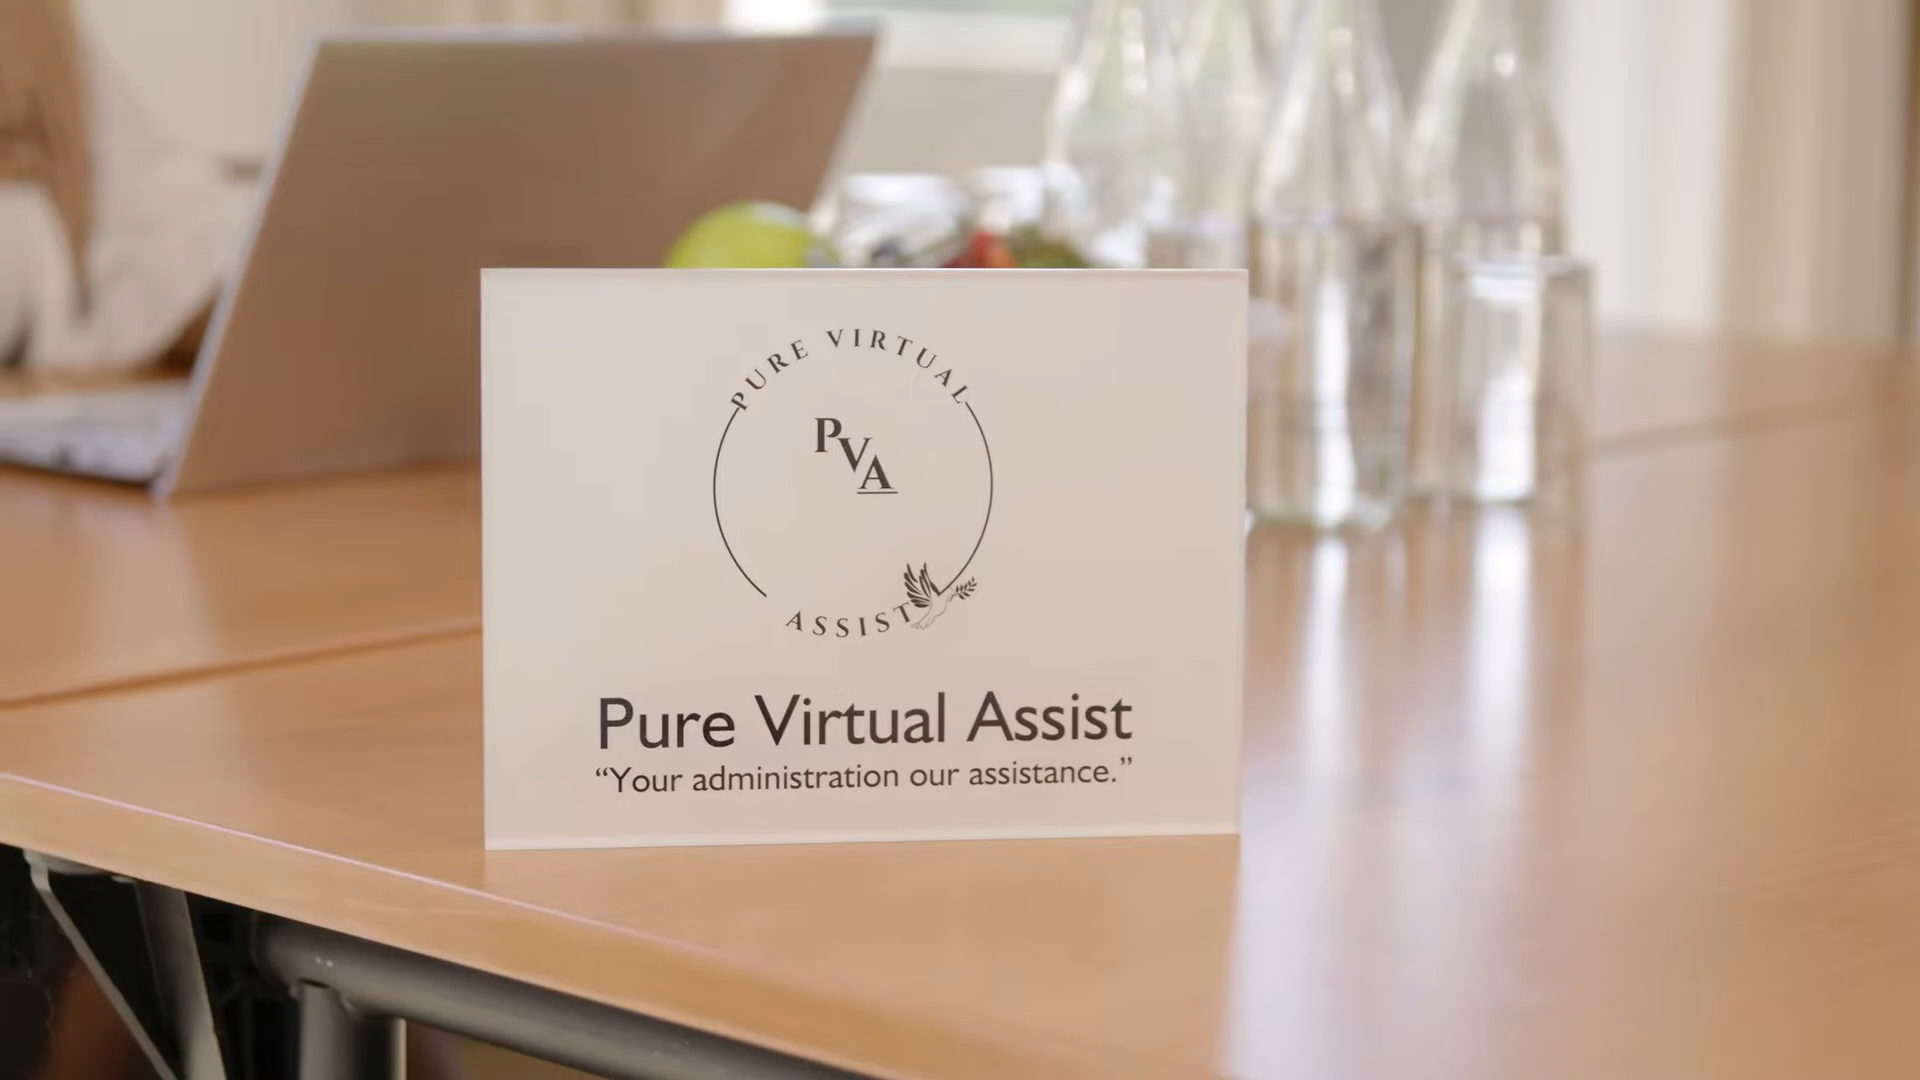 PURE VIRTUAL
PVA
ASSIST
Pure Virtual Assist
“Your administration our assistance.”